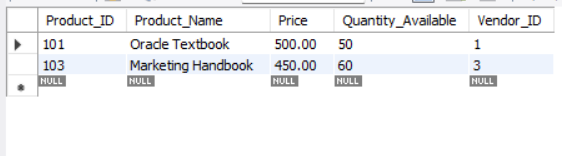 Product_ID Product_Name Price Quantity_Available Vendor_ID
101 Oracle Textbook 500.00 50 1
103 Marketing Handbook 450.00 60 3
NULL NULL NULL NULL NULL